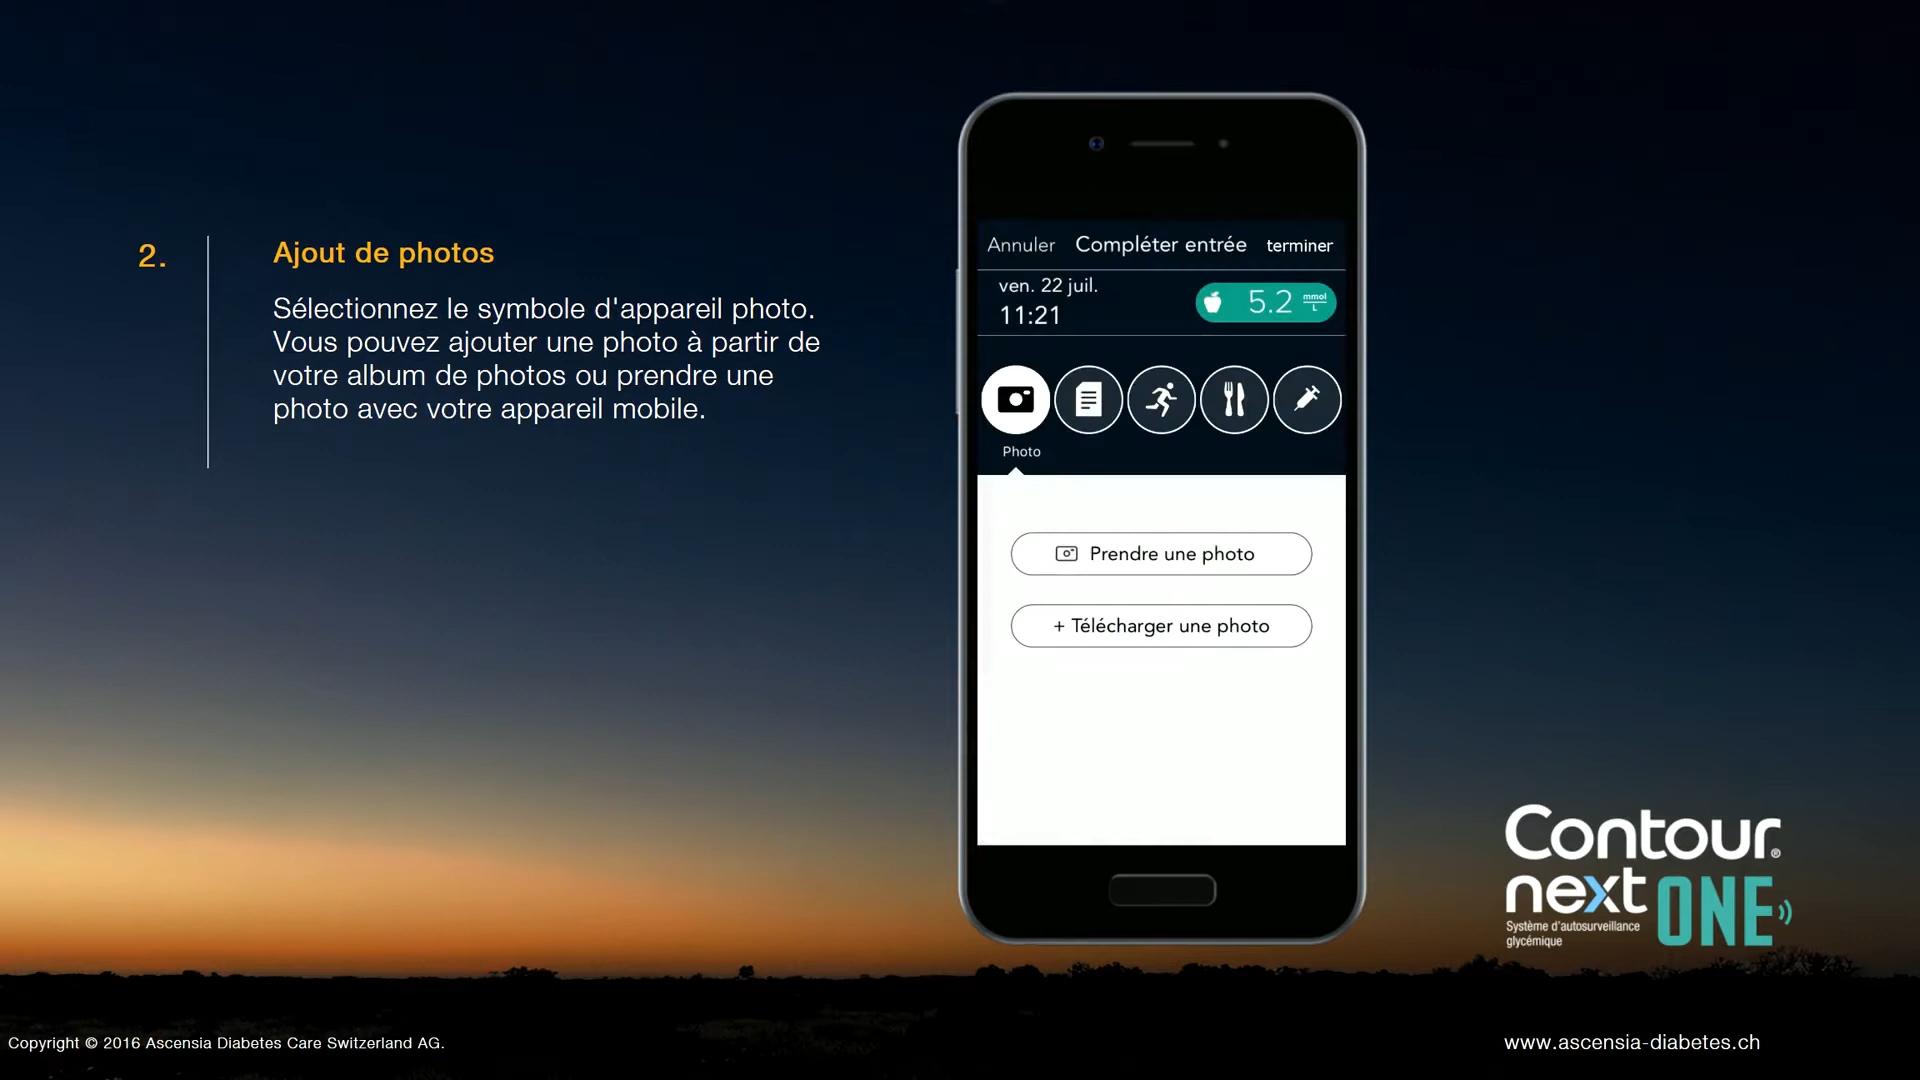 2.
Ajout de photos
Sélectionnez le symbole d'appareil photo.
Vous pouvez ajouter une photo à partir de
votre album de photos ou prendre une
photo avec votre appareil mobile.
Annuler Compléter entrée terminer
ven. 22 juil.
11:21
5.2 mmol/L
Photo
Prendre une photo
+ Télécharger une photo
Contour®
next ONE
Système d'autosurveillance
glycémique
Copyright © 2016 Ascensia Diabetes Care Switzerland AG.
www.ascensia-diabetes.ch